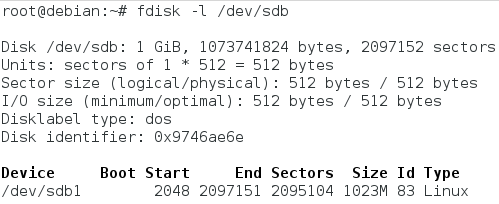 root@debian:~# fdisk -l /dev/sdb
Disk /dev/sdb: 1 GiB, 1073741824 bytes, 2097152 sectors
Units: sectors of 1 * 512 = 512 bytes
Sector size (logical/physical): 512 bytes / 512 bytes
I/O size (minimum/optimal): 512 bytes / 512 bytes
Disklabel type: dos
Disk identifier: 0x9746ae6e
Device     Boot Start     End Sectors  Size Id Type
/dev/sdb1        2048 2097151 2095104 1023M 83 Linux